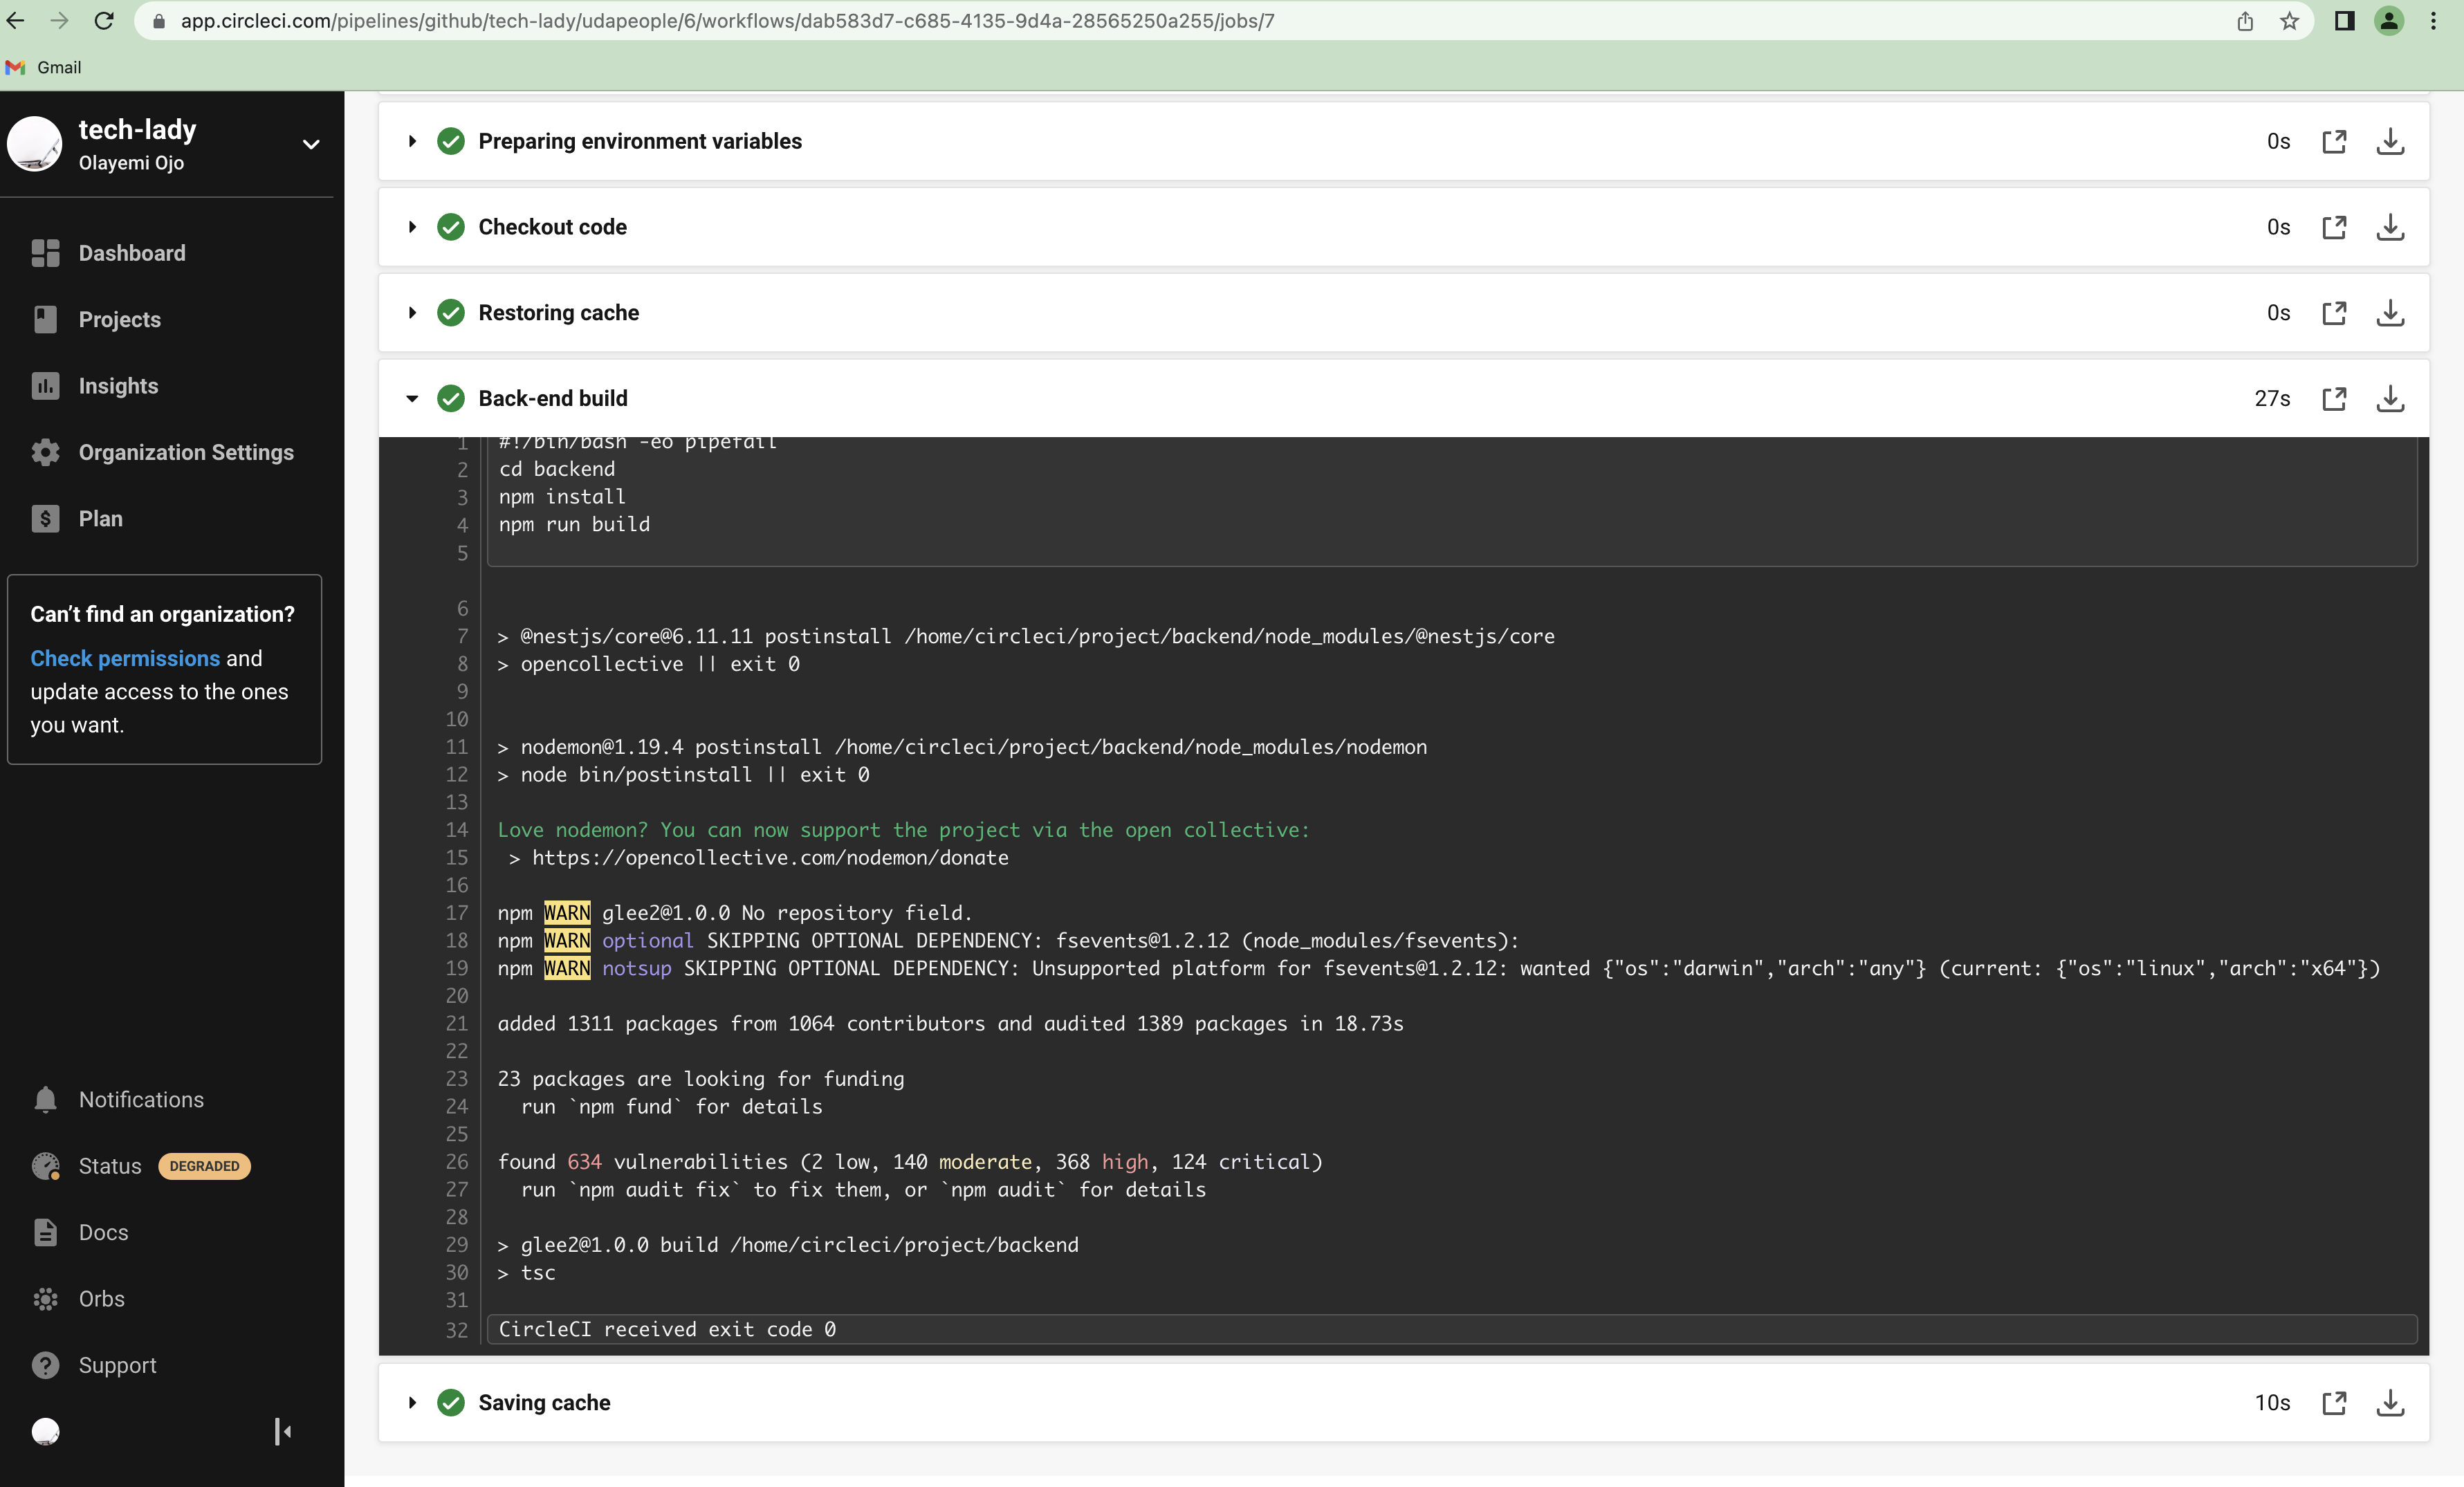 app.circleci.com/pipelines/github/tech-lady/udapeople/6/workflows/dab583d7-c685-4135-9d4a-28565250a255/jobs/7
Gmail
tech-lady
Olayemi Ojo
Dashboard
Projects
Insights
Organization Settings
Plan
Can't find an organization?
Check permissions and
update access to the ones
you want.
Notifications
Status DEGRADED
Docs
Orbs
Support
Preparing environment variables 0s
Checkout code 0s
Restoring cache 0s
Back-end build 27s
1 #!/bin/bash -eo pipefail
2 cd backend
3 npm install
4 npm run build
5
6
7 > @nestjs/core@6.11.11 postinstall /home/circleci/project/backend/node_modules/@nestjs/core
8 > opencollective || exit 0
9
10
11 > nodemon@1.19.4 postinstall /home/circleci/project/backend/node_modules/nodemon
12 > node bin/postinstall || exit 0
13
14 Love nodemon? You can now support the project via the open collective:
15 > https://opencollective.com/nodemon/donate
16
17 npm WARN glee2@1.0.0 No repository field.
18 npm WARN optional SKIPPING OPTIONAL DEPENDENCY: fsevents@1.2.12 (node_modules/fsevents):
19 npm WARN notsup SKIPPING OPTIONAL DEPENDENCY: Unsupported platform for fsevents@1.2.12: wanted {"os":"darwin","arch":"any"} (current: {"os":"linux","arch":"x64"})
20
21 added 1311 packages from 1064 contributors and audited 1389 packages in 18.73s
22
23 23 packages are looking for funding
24 run `npm fund` for details
25
26 found 634 vulnerabilities (2 low, 140 moderate, 368 high, 124 critical)
27 run `npm audit fix` to fix them, or `npm audit` for details
28
29 > glee2@1.0.0 build /home/circleci/project/backend
30 > tsc
31
32 CircleCI received exit code 0
Saving cache 10s